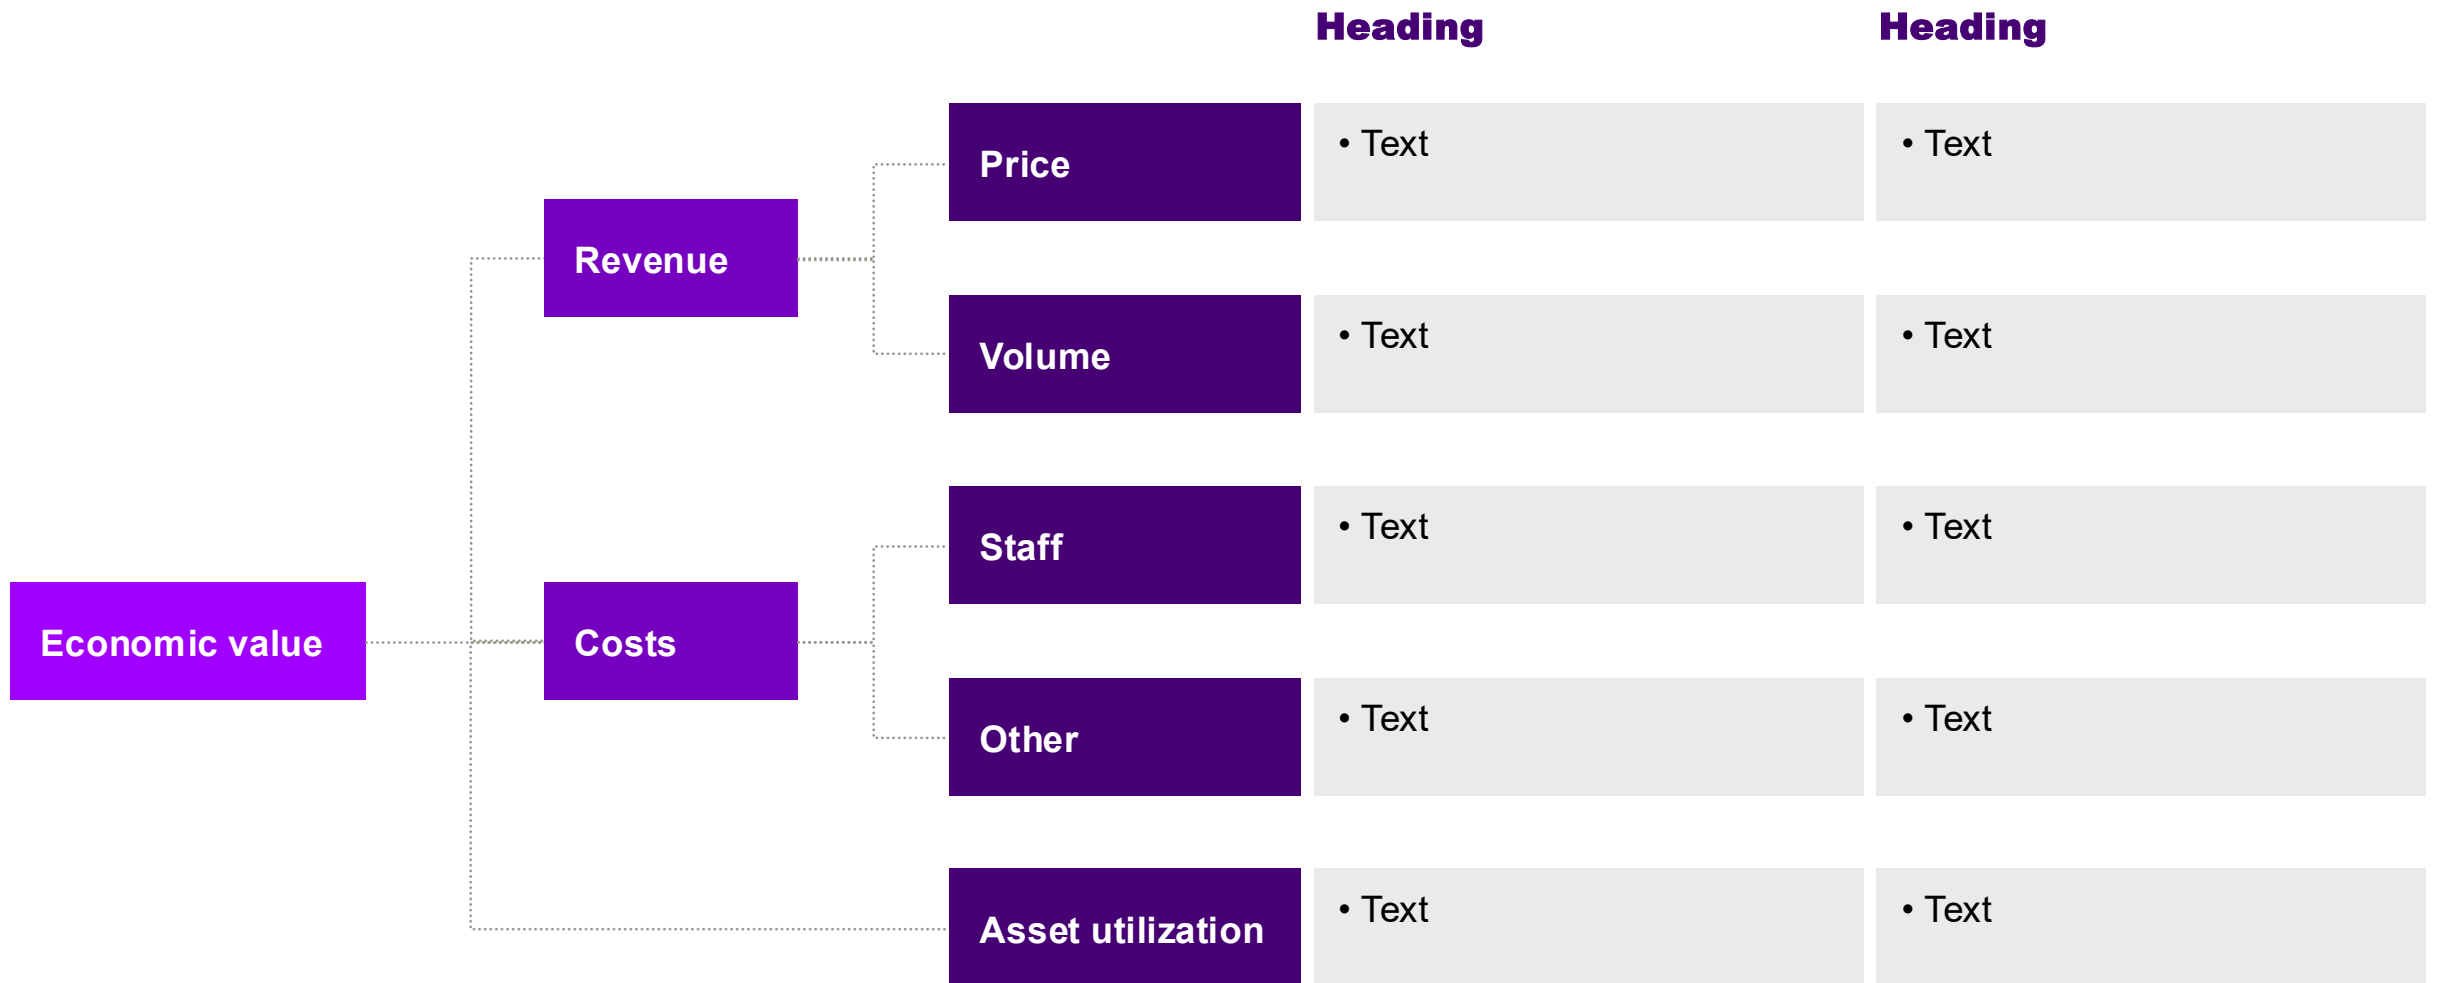 Heading
Heading
Price
• Text
• Text
Revenue
Volume
• Text
• Text
Staff
• Text
• Text
Economic value
Costs
Other
• Text
• Text
Asset utilization
• Text
• Text